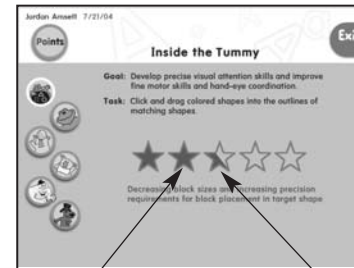 Jordan Ansett 7/21/04
Points
Exi
Inside the Tummy
Goal: Develop precise visual attention skills and improve
fine motor skills and hand-eye coordination.
Task: Click and drag colored shapes into the outlines of
matching shapes.
Decreasing block sizes and increasing precision
requirements for block placement in target shape